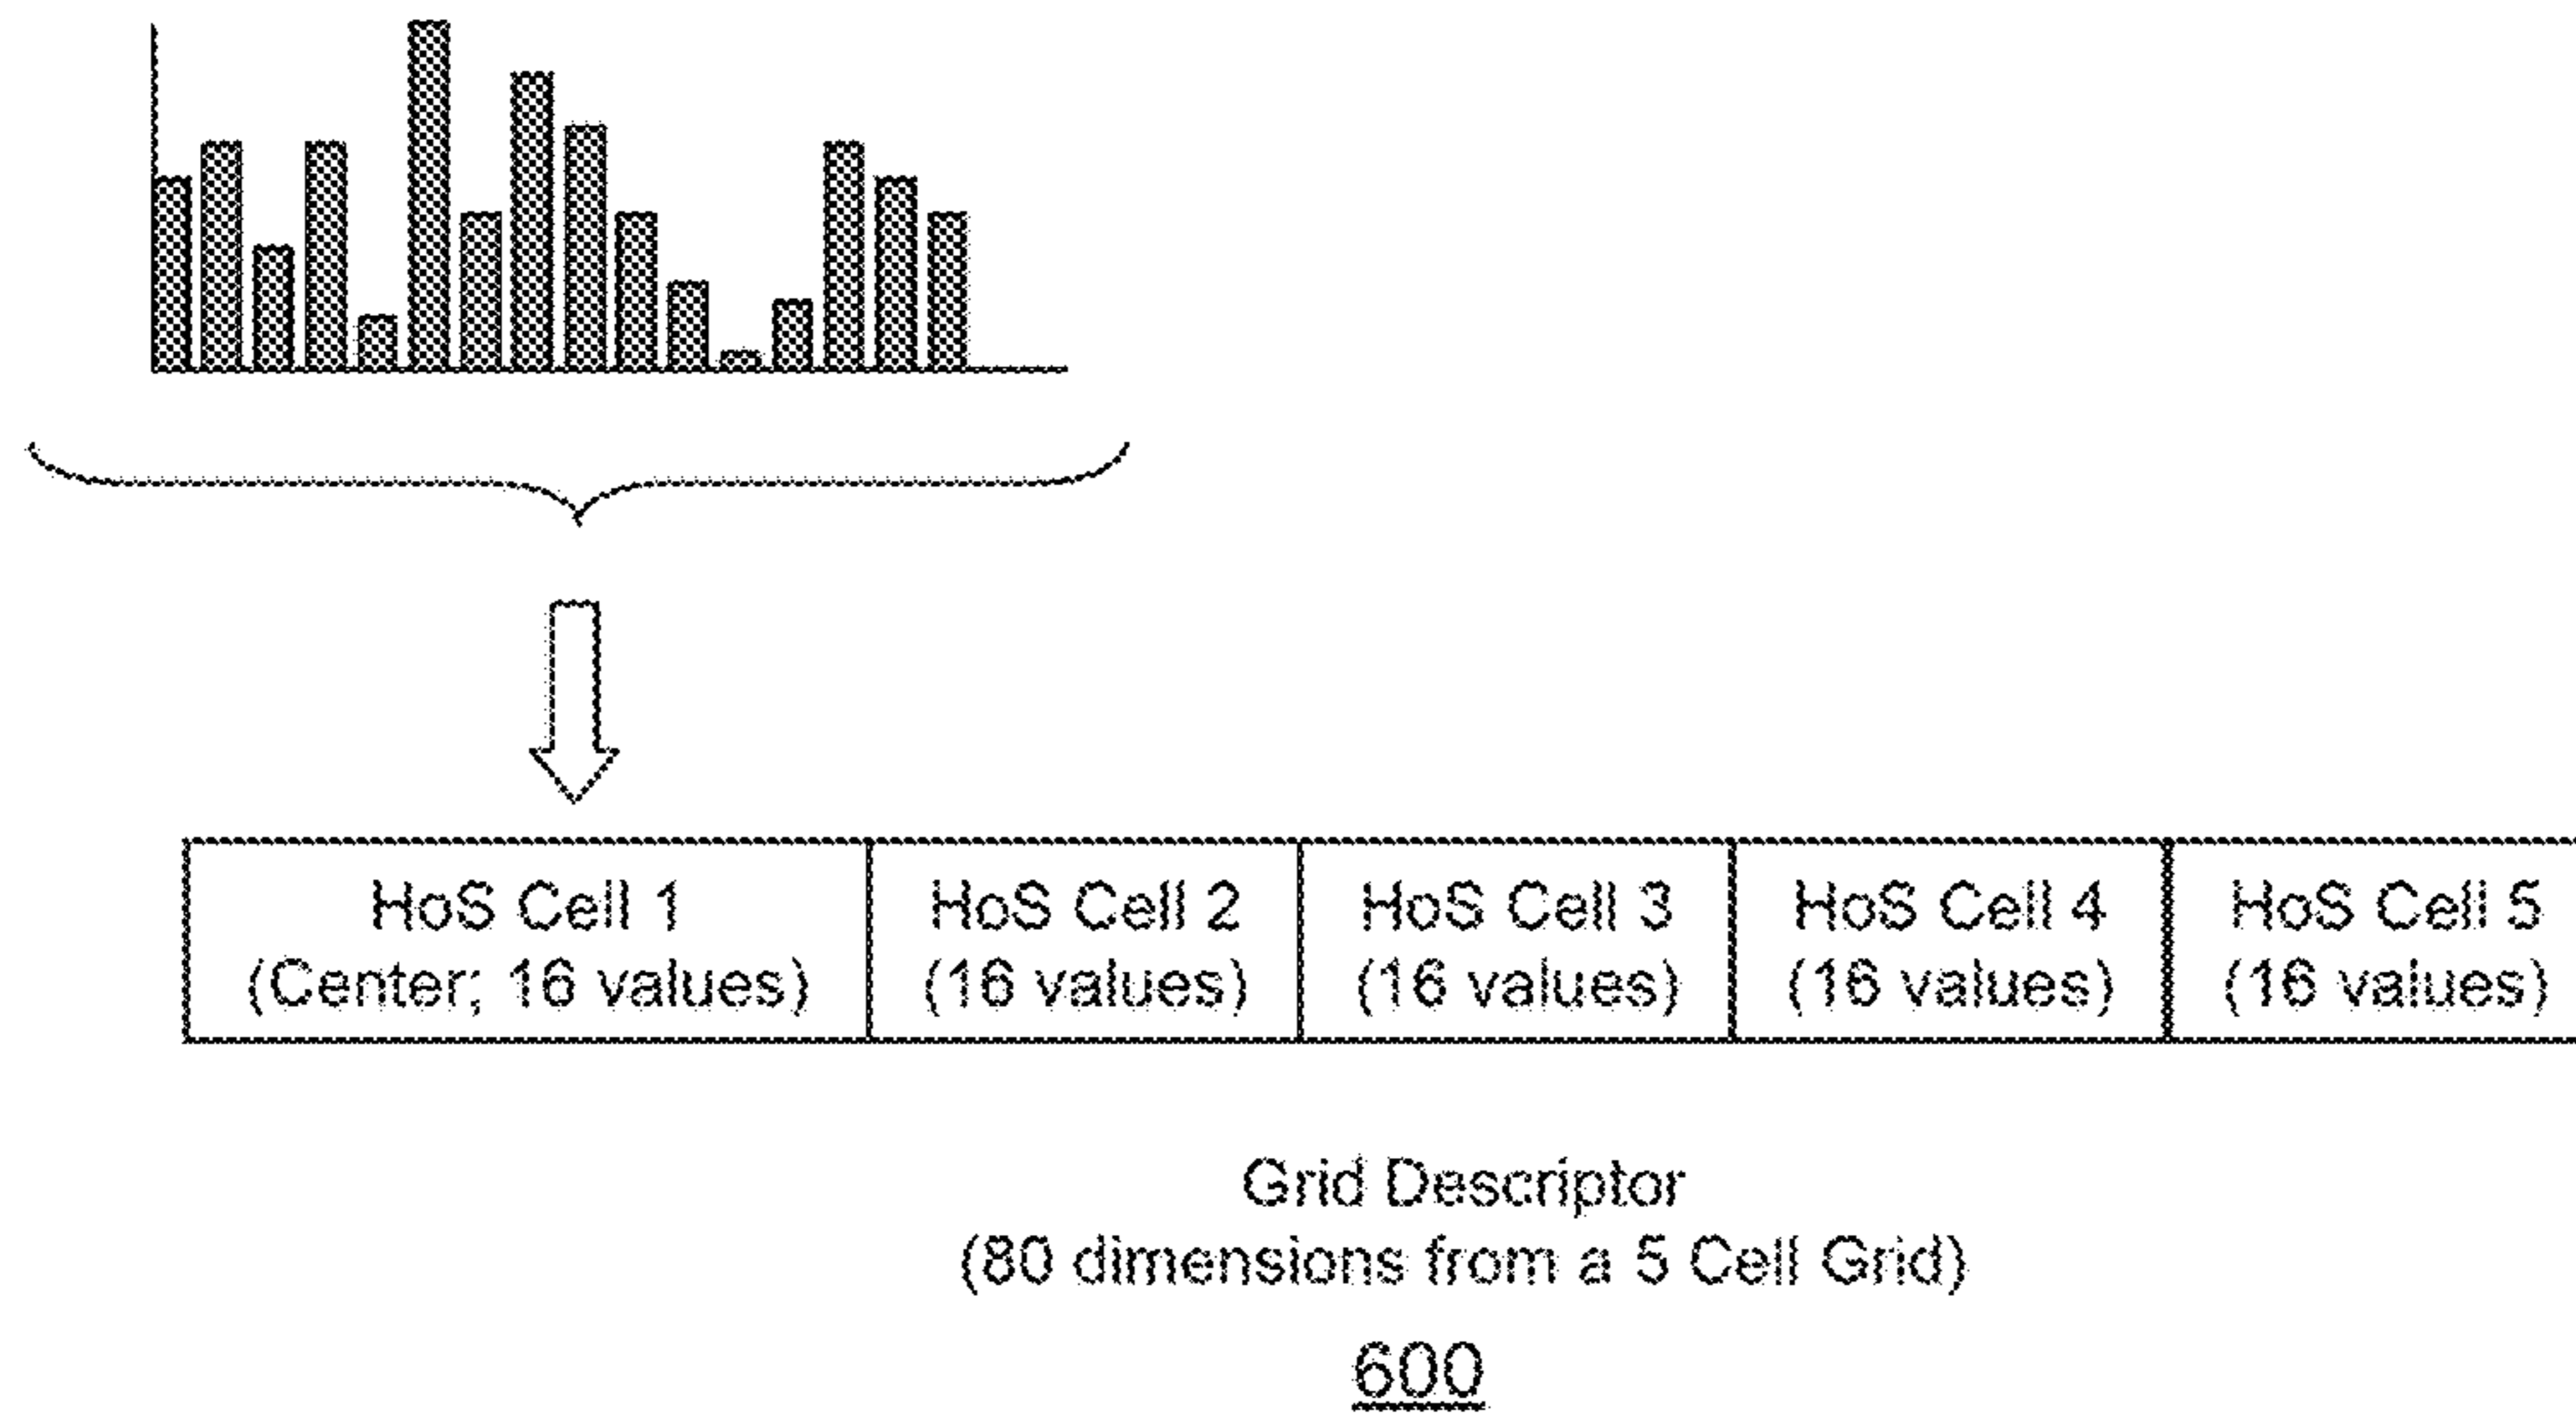 HoS Cell 1
(Center; 16 values)
HoS Cell 2
(16 values)
HoS Cell 3
(16 values)
HoS Cell 4
(16 values)
HoS Cell 5
(16 values)
Grid Descriptor
(80 dimensions from a 5 Cell Grid)
600